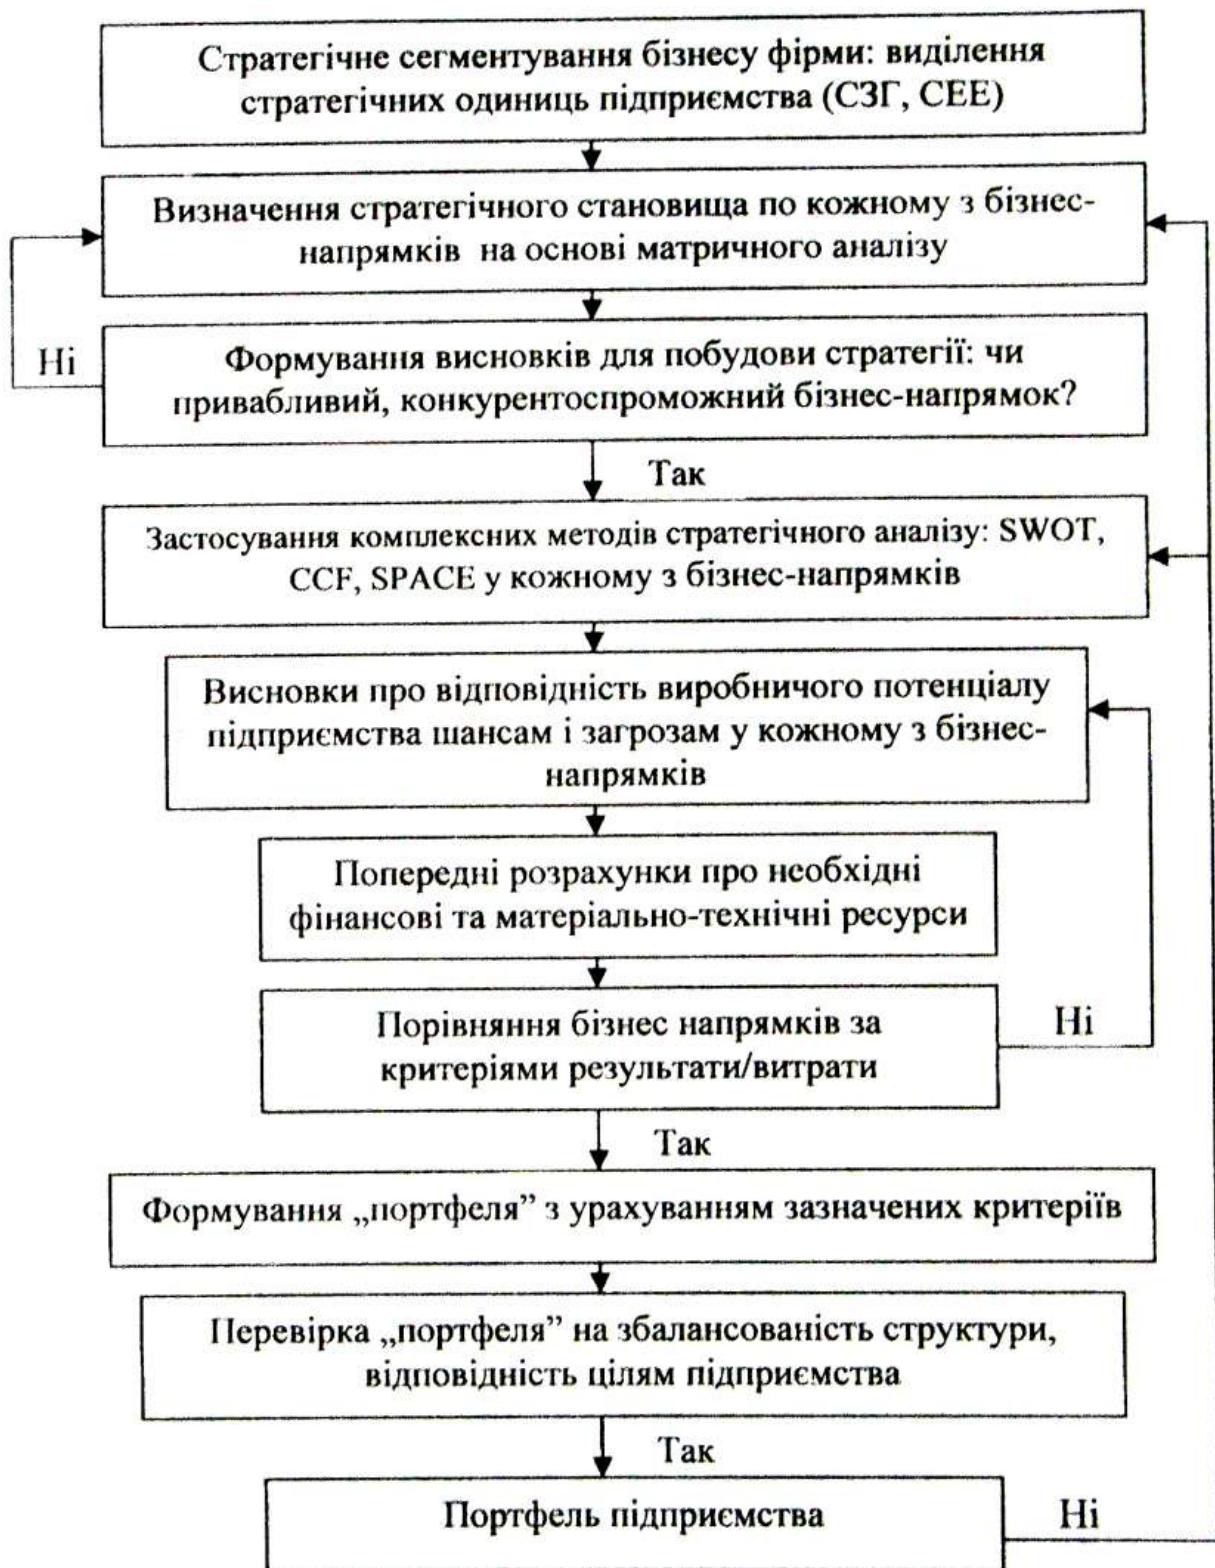 Стратегічне сегментування бізнесу фірми: виділення
стратегічних одиниць підприємства (СЗГ, СЕЕ)
Визначення стратегічного становища по кожному з бізнес-
напрямків на основі матричного аналізу
Ні
Формування висновків для побудови стратегії: чи
привабливий, конкурентоспроможний бізнес-напрямок?
Так
Застосування комплексних методів стратегічного аналізу: SWOT,
CCF, SPACE у кожному з бізнес-напрямків
Висновки про відповідність виробничого потенціалу
підприємства шансам і загрозам у кожному з бізнес-
напрямків
Попередні розрахунки про необхідні
фінансові та матеріально-технічні ресурси
Порівняння бізнес напрямків за
критеріями результати/витрати
Ні
Так
Формування „портфеля” з урахуванням зазначених критеріїв
Перевірка „портфеля” на збалансованість структури,
відповідність цілям підприємства
Так
Портфель підприємства
Ні